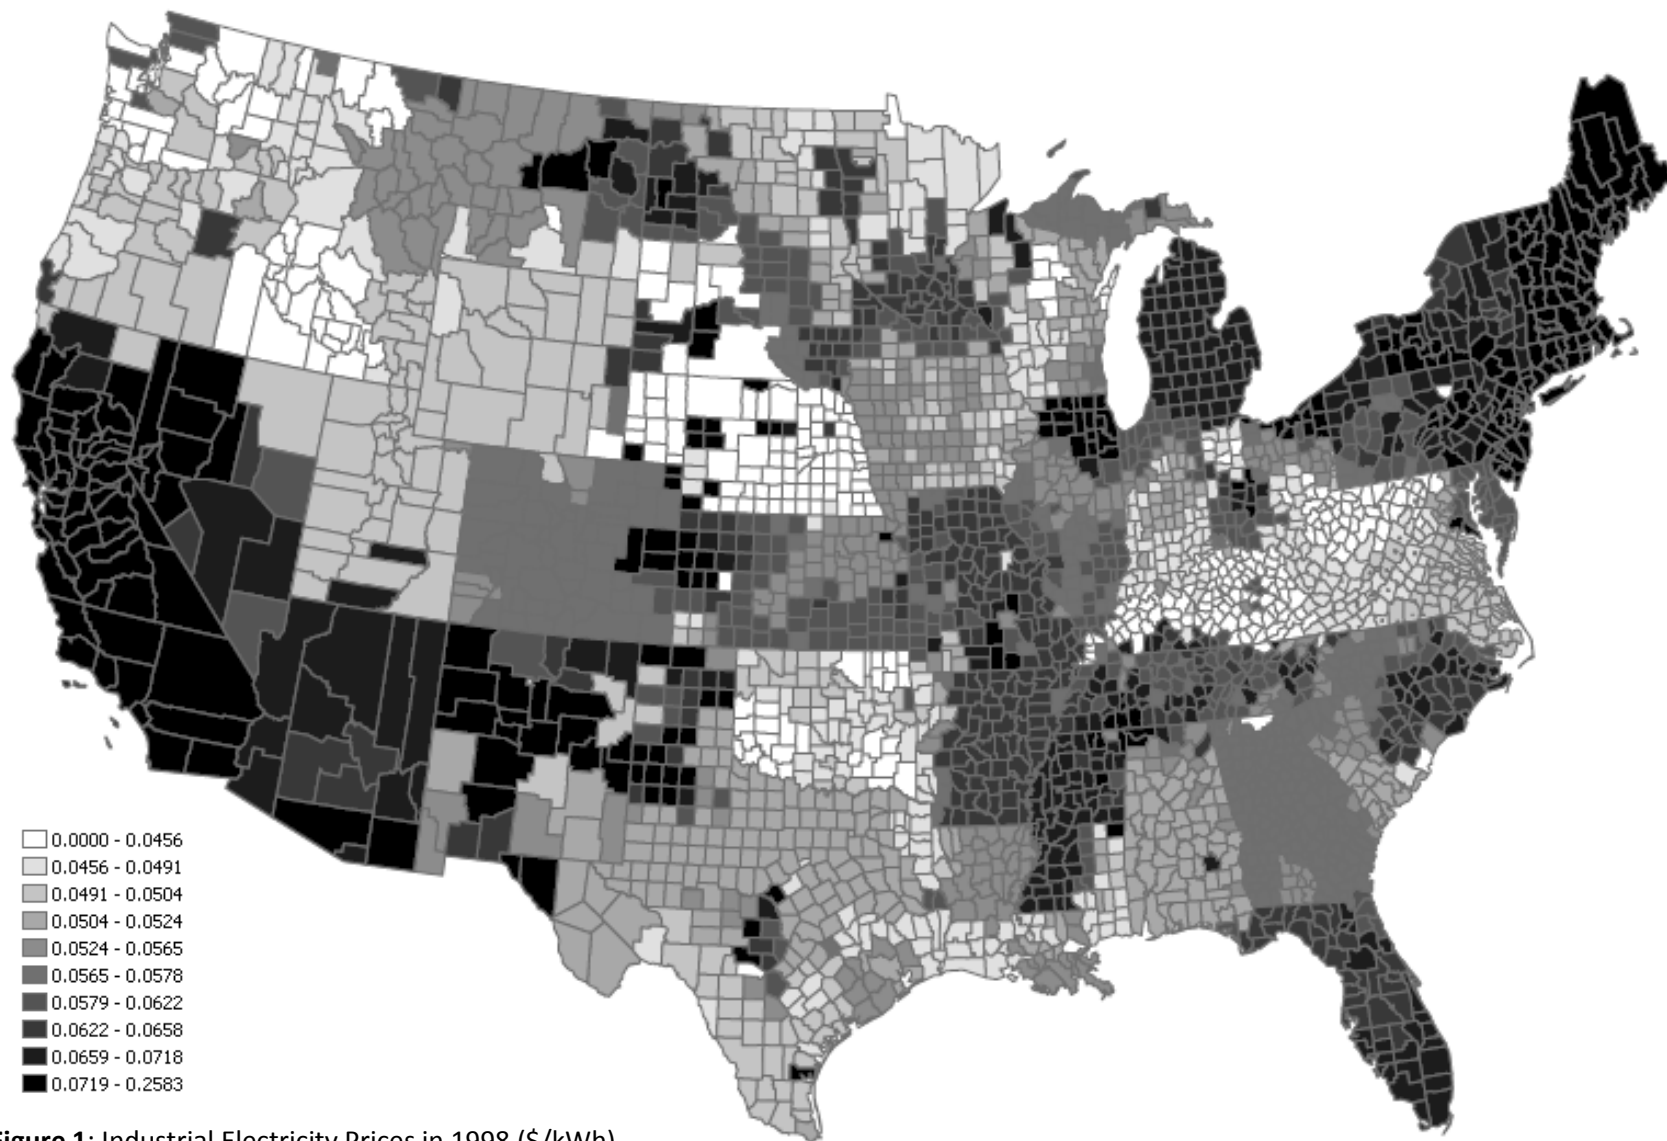 0.0000 - 0.0456
0.0456 - 0.0491
0.0491 - 0.0504
0.0504 - 0.0524
0.0524 - 0.0565
0.0565 - 0.0578
0.0579 - 0.0622
0.0622 - 0.0658
0.0659 - 0.0718
0.0719 - 0.2583
Figure 1: Industrial Electricity Prices in 1998 ($/kWh)